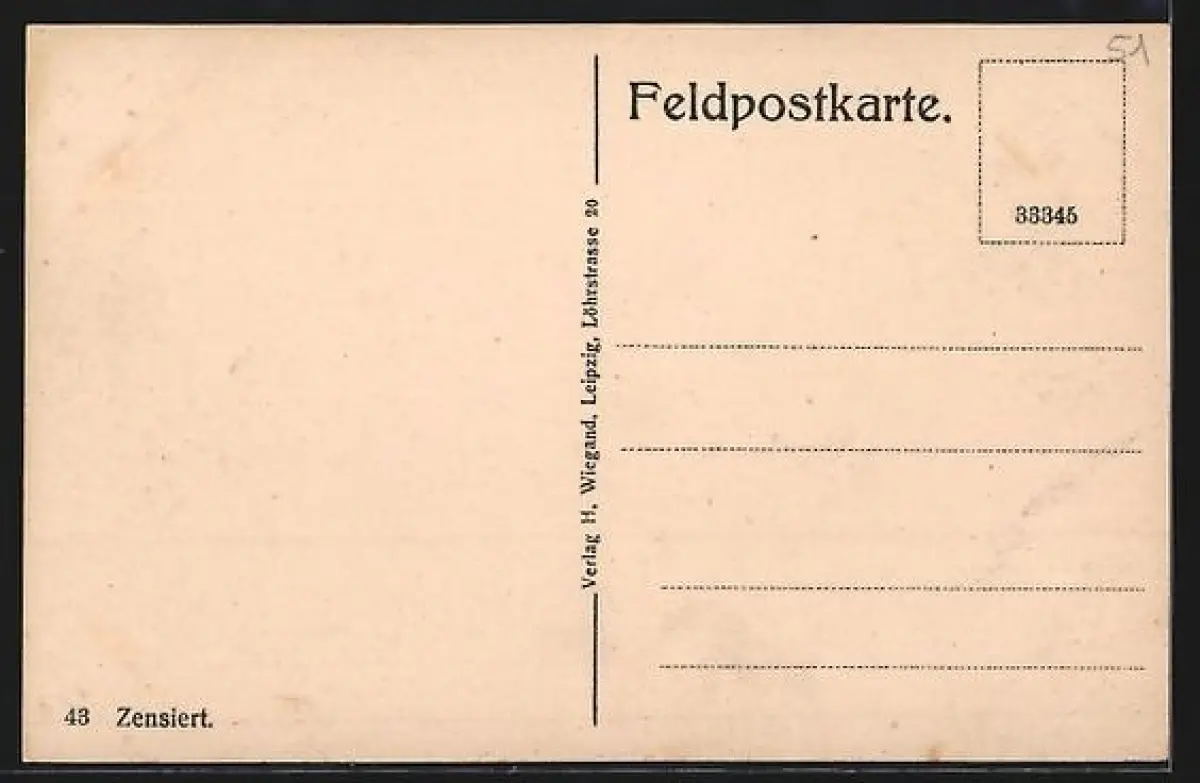 51
Feldpostkarte.
33345
Verlag H. Wiegand, Leipzig, Löhrstrasse 20
43 Zensiert.